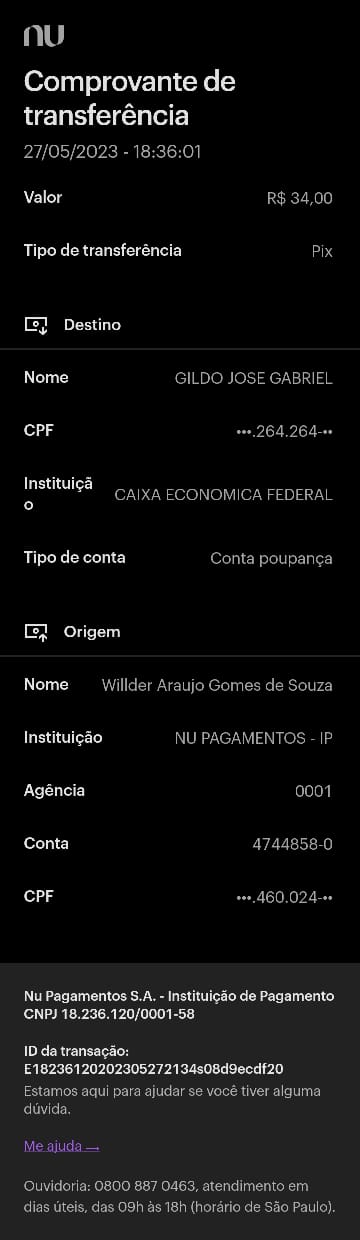 nu
Comprovante de
transferência
27/05/2023 - 18:36:01
Valor R$ 34,00
Tipo de transferência Pix
Destino
Nome GILDO JOSE GABRIEL
CPF •••.264.264-••
Instituiçã
o CAIXA ECONOMICA FEDERAL
Tipo de conta Conta poupança
Origem
Nome Willder Araujo Gomes de Souza
Instituição NU PAGAMENTOS - IP
Agência 0001
Conta 4744858-0
CPF •••.460.024-••
Nu Pagamentos S.A. - Instituição de Pagamento
CNPJ 18.236.120/0001-58
ID da transação:
E18236120202305272134s08d9ecdf20
Estamos aqui para ajudar se você tiver alguma
dúvida.
Me ajuda →
Ouvidoria: 0800 887 0463, atendimento em
dias úteis, das 09h às 18h (horário de São Paulo).